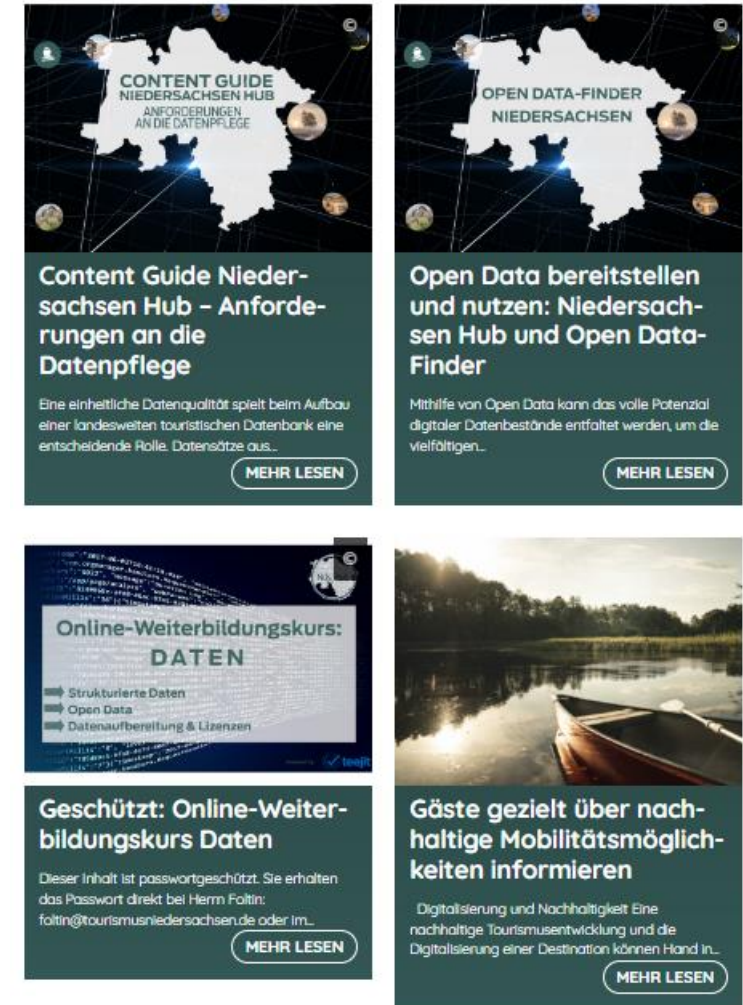 ©
CONTENT GUIDE
NIEDERSACHSEN HUB
ANFORDERUNGEN
AN DIE DATENPFLEGE
Content Guide Nieder-
sachsen Hub – Anforde-
rungen an die
Datenpflege
Eine einheitliche Datenqualität spielt beim Aufbau
einer landesweiten touristischen Datenbank eine
entscheidende Rolle. Datensätze aus...
MEHR LESEN
©
OPEN DATA-FINDER
NIEDERSACHSEN
Open Data bereitstellen
und nutzen: Niedersach-
sen Hub und Open Data-
Finder
Mithilfe von Open Data kann das volle Potenzial
digitaler Datenbestände entfaltet werden, um die
vielfältigen...
MEHR LESEN
©
Online-Weiterbildungskurs:
DATEN
Strukturierte Daten
Open Data
Datenaufbereitung & Lizenzen
teejit
Geschützt: Online-Weiter-
bildungskurs Daten
Dieser Inhalt ist passwortgeschützt. Sie erhalten
das Passwort direkt bei Herrn Foltin:
foltin@tourismusniedersachsen.de oder im...
MEHR LESEN
Gäste gezielt über nach-
haltige Mobilitätsmöglich-
keiten informieren
Digitalisierung und Nachhaltigkeit Eine
nachhaltige Tourismusentwicklung und die
Digitalisierung einer Destination können Hand in...
MEHR LESEN